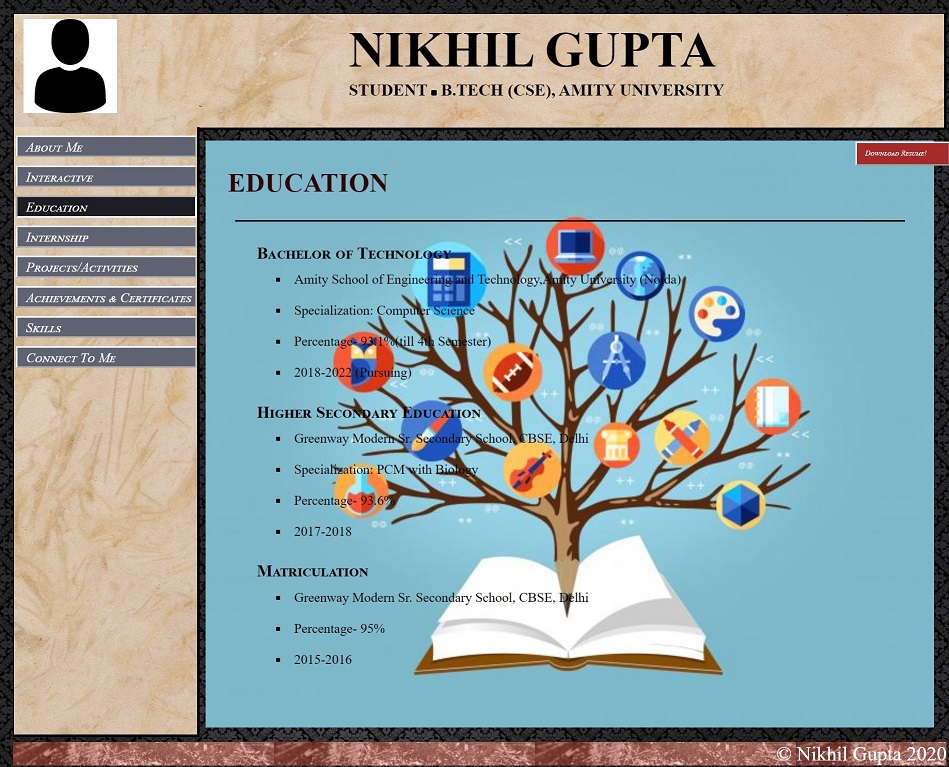 NIKHIL GUPTA
STUDENT ■ B.TECH (CSE), AMITY UNIVERSITY
About Me
Interactive
Education
Internship
Projects/Activities
Achievements & Certificates
Skills
Connect To Me
Download Resume!
EDUCATION
Bachelor of Technology
▪ Amity School of Engineering and Technology,Amity University (Noida)
▪ Specialization: Computer Science
▪ Percentage- 93.1%(till 4th Semester)
▪ 2018-2022 (Pursuing)
Higher Secondary Education
▪ Greenway Modern Sr. Secondary School, CBSE, Delhi
▪ Specialization: PCM with Biology
▪ Percentage- 93.6%
▪ 2017-2018
Matriculation
▪ Greenway Modern Sr. Secondary School, CBSE, Delhi
▪ Percentage- 95%
▪ 2015-2016
© Nikhil Gupta 2020